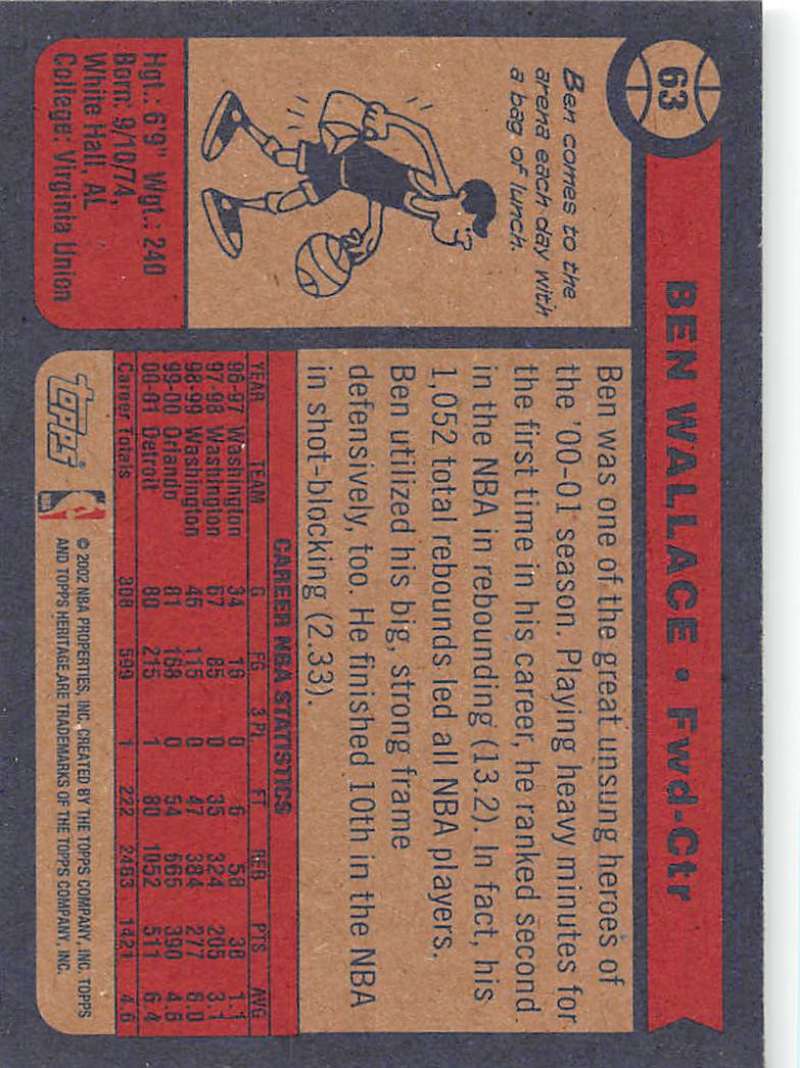 63
BEN WALLACE • Fwd-Ctr
Ben comes to the
arena each day with
a bag of lunch.
Hgt.: 6'9" Wgt.: 240
Born: 9/10/74,
White Hall, AL
College: Virginia Union
Ben was one of the great unsung heroes of
the '00-01 season. Playing heavy minutes for
the first time in his career, he ranked second
in the NBA in rebounding (13.2). In fact, his
1,052 total rebounds led all NBA players.
Ben utilized his big, strong frame
defensively, too. He finished 10th in the NBA
in shot-blocking (2.33).
CAREER NBA STATISTICS
YEAR TEAM G FG 3 Pt. FT REB PTS AVG
96-97 Washington 34 16 0 6 58 38 1.1
97-98 Washington 67 85 0 35 324 205 3.1
98-99 Washington 46 115 0 47 384 277 6.0
99-00 Orlando 81 168 0 54 665 390 4.8
00-01 Detroit 80 215 1 80 1052 511 6.4
Career Totals 308 599 1 222 2483 1421 4.6
topps®
© 2002 NBA PROPERTIES, INC. CREATED BY THE TOPPS COMPANY, INC. TOPPS
AND TOPPS HERITAGE ARE TRADEMARKS OF THE TOPPS COMPANY, INC.